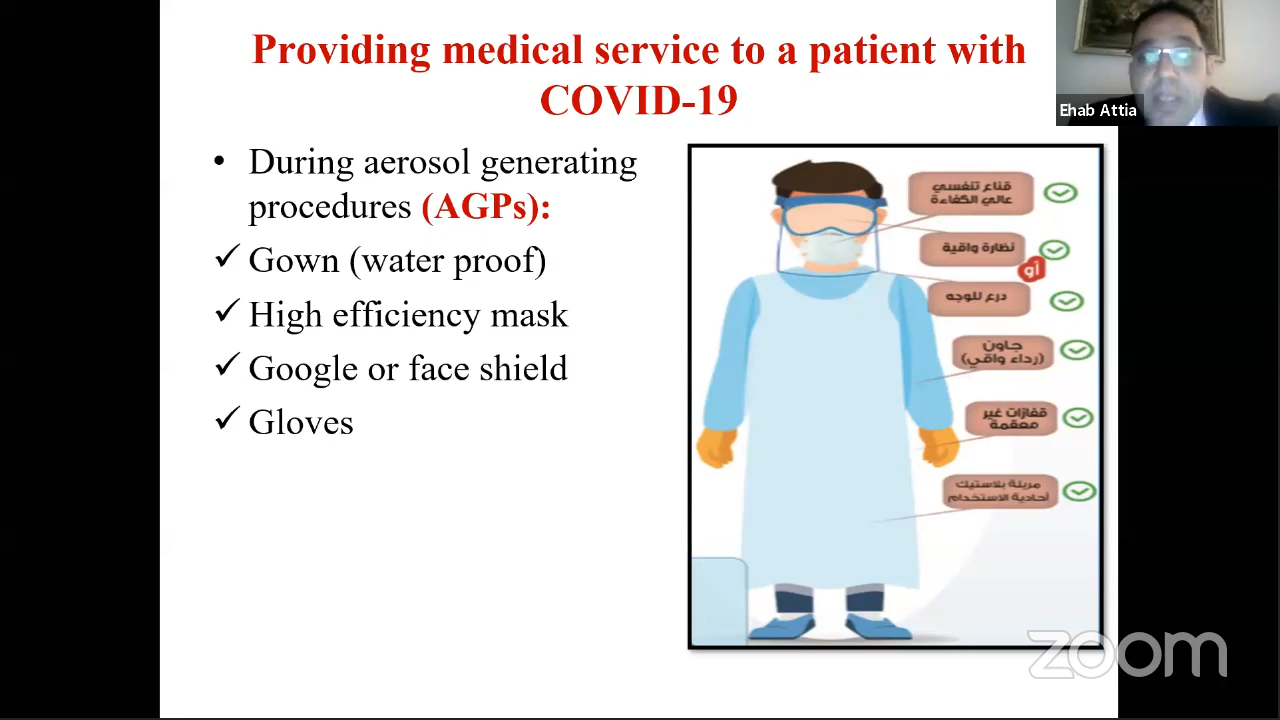 Providing medical service to a patient with
COVID-19
Ehab Attia
• During aerosol generating
procedures (AGPs):
✓ Gown (water proof)
✓ High efficiency mask
✓ Google or face shield
✓ Gloves
قناع تنفسي
عالي الكفاءة
نظارة واقية
أو
درع للوجه
جاون
(رداء واقي)
قفازات غير
معقمة
مريلة بلاستيك
أحادية الاستخدام
zoom